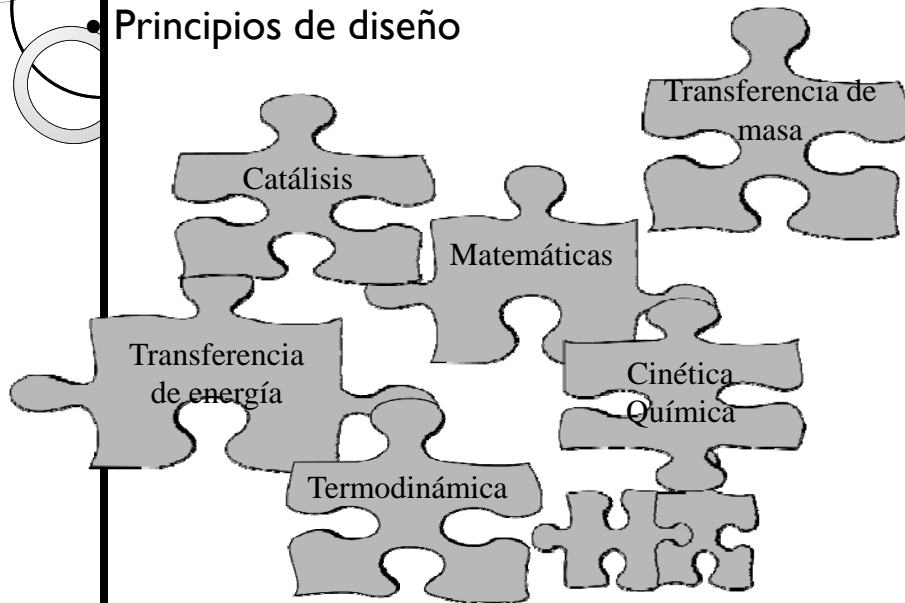 Principios de diseño
Transferencia de
masa
Catálisis
Matemáticas
Transferencia
de energía
Cinética
Química
Termodinámica